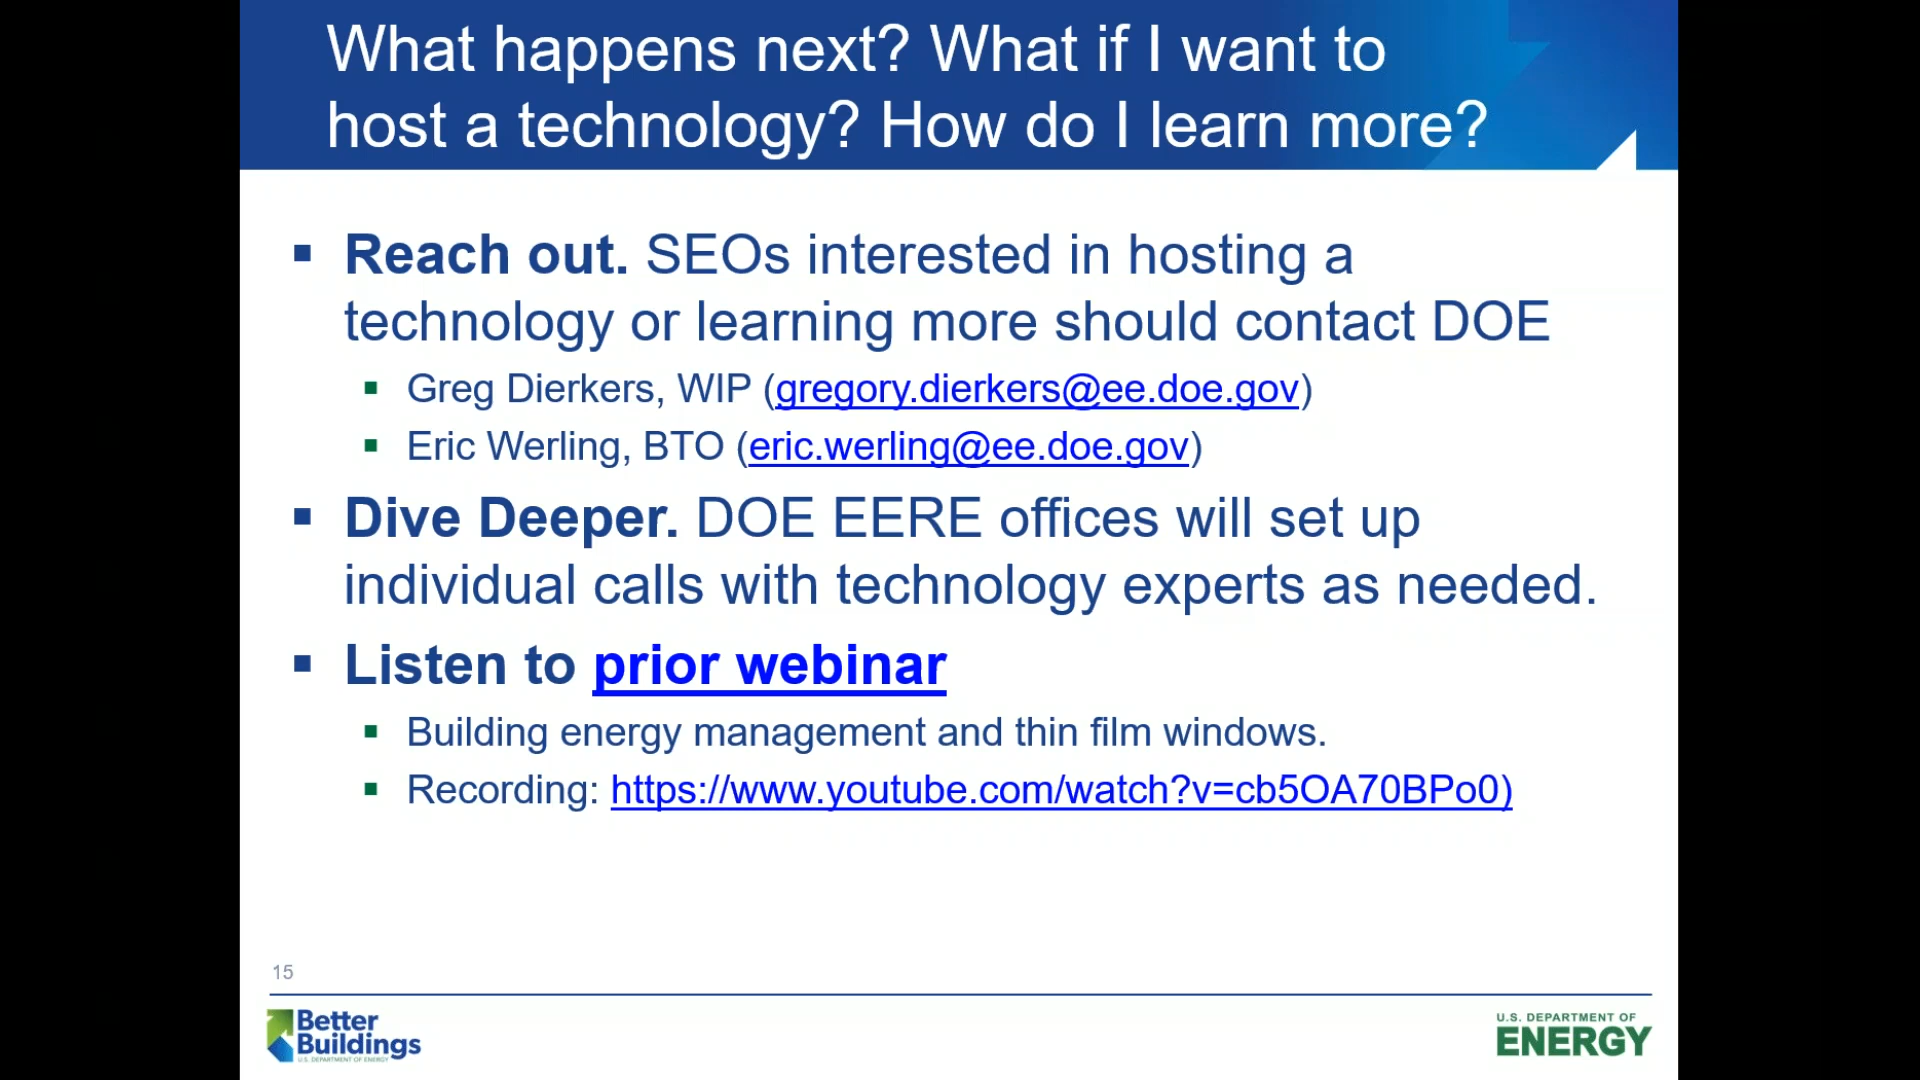 What happens next? What if I want to
host a technology? How do I learn more?
Reach out. SEOs interested in hosting a
technology or learning more should contact DOE
Greg Dierkers, WIP (gregory.dierkers@ee.doe.gov)
Eric Werling, BTO (eric.werling@ee.doe.gov)
Dive Deeper. DOE EERE offices will set up
individual calls with technology experts as needed.
Listen to prior webinar
Building energy management and thin film windows.
Recording: https://www.youtube.com/watch?v=cb5OA70BPo0)
15
Better
Buildings
U.S. DEPARTMENT OF ENERGY
U.S. DEPARTMENT OF
ENERGY